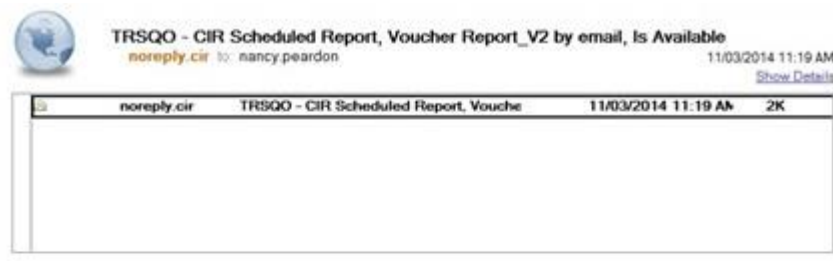 TRSQO - CIR Scheduled Report, Voucher Report_V2 by email, Is Available
noreply.cir to: nancy.peardon 11/03/2014 11:19 AM
Show Details
noreply.cir TRSQO - CIR Scheduled Report, Vouche 11/03/2014 11:19 AM 2K